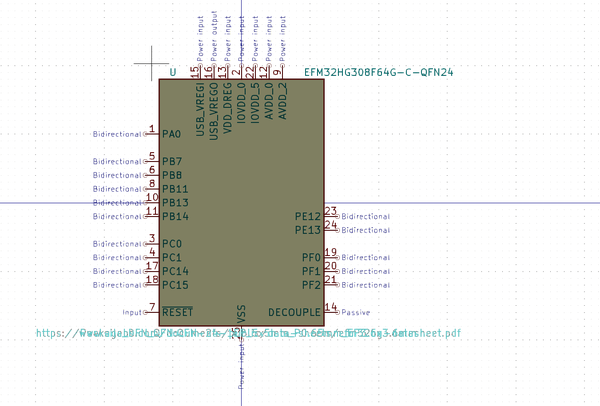 Power input
Power output
Power input
Power input
Power input
Power input
Power input
15
16
13
2
22
12
9
U
EFM32HG308F64G-C-QFN24
USB_VREGI
USB_VREGO
VDD_DREG
IOVDD_0
IOVDD_5
AVDD_0
AVDD_2
Bidirectional 1 PA0
Bidirectional 5 PB7
Bidirectional 6 PB8
Bidirectional 8 PB11
Bidirectional 10 PB13
Bidirectional 11 PB14
PE12 23 Bidirectional
PE13 24 Bidirectional
Bidirectional 3 PC0
Bidirectional 4 PC1
PF0 19 Bidirectional
Bidirectional 17 PC14
PF1 20 Bidirectional
Bidirectional 18 PC15
PF2 21 Bidirectional
Input 7 RESET
DECOUPLE 14 Passive
VSS
Power input